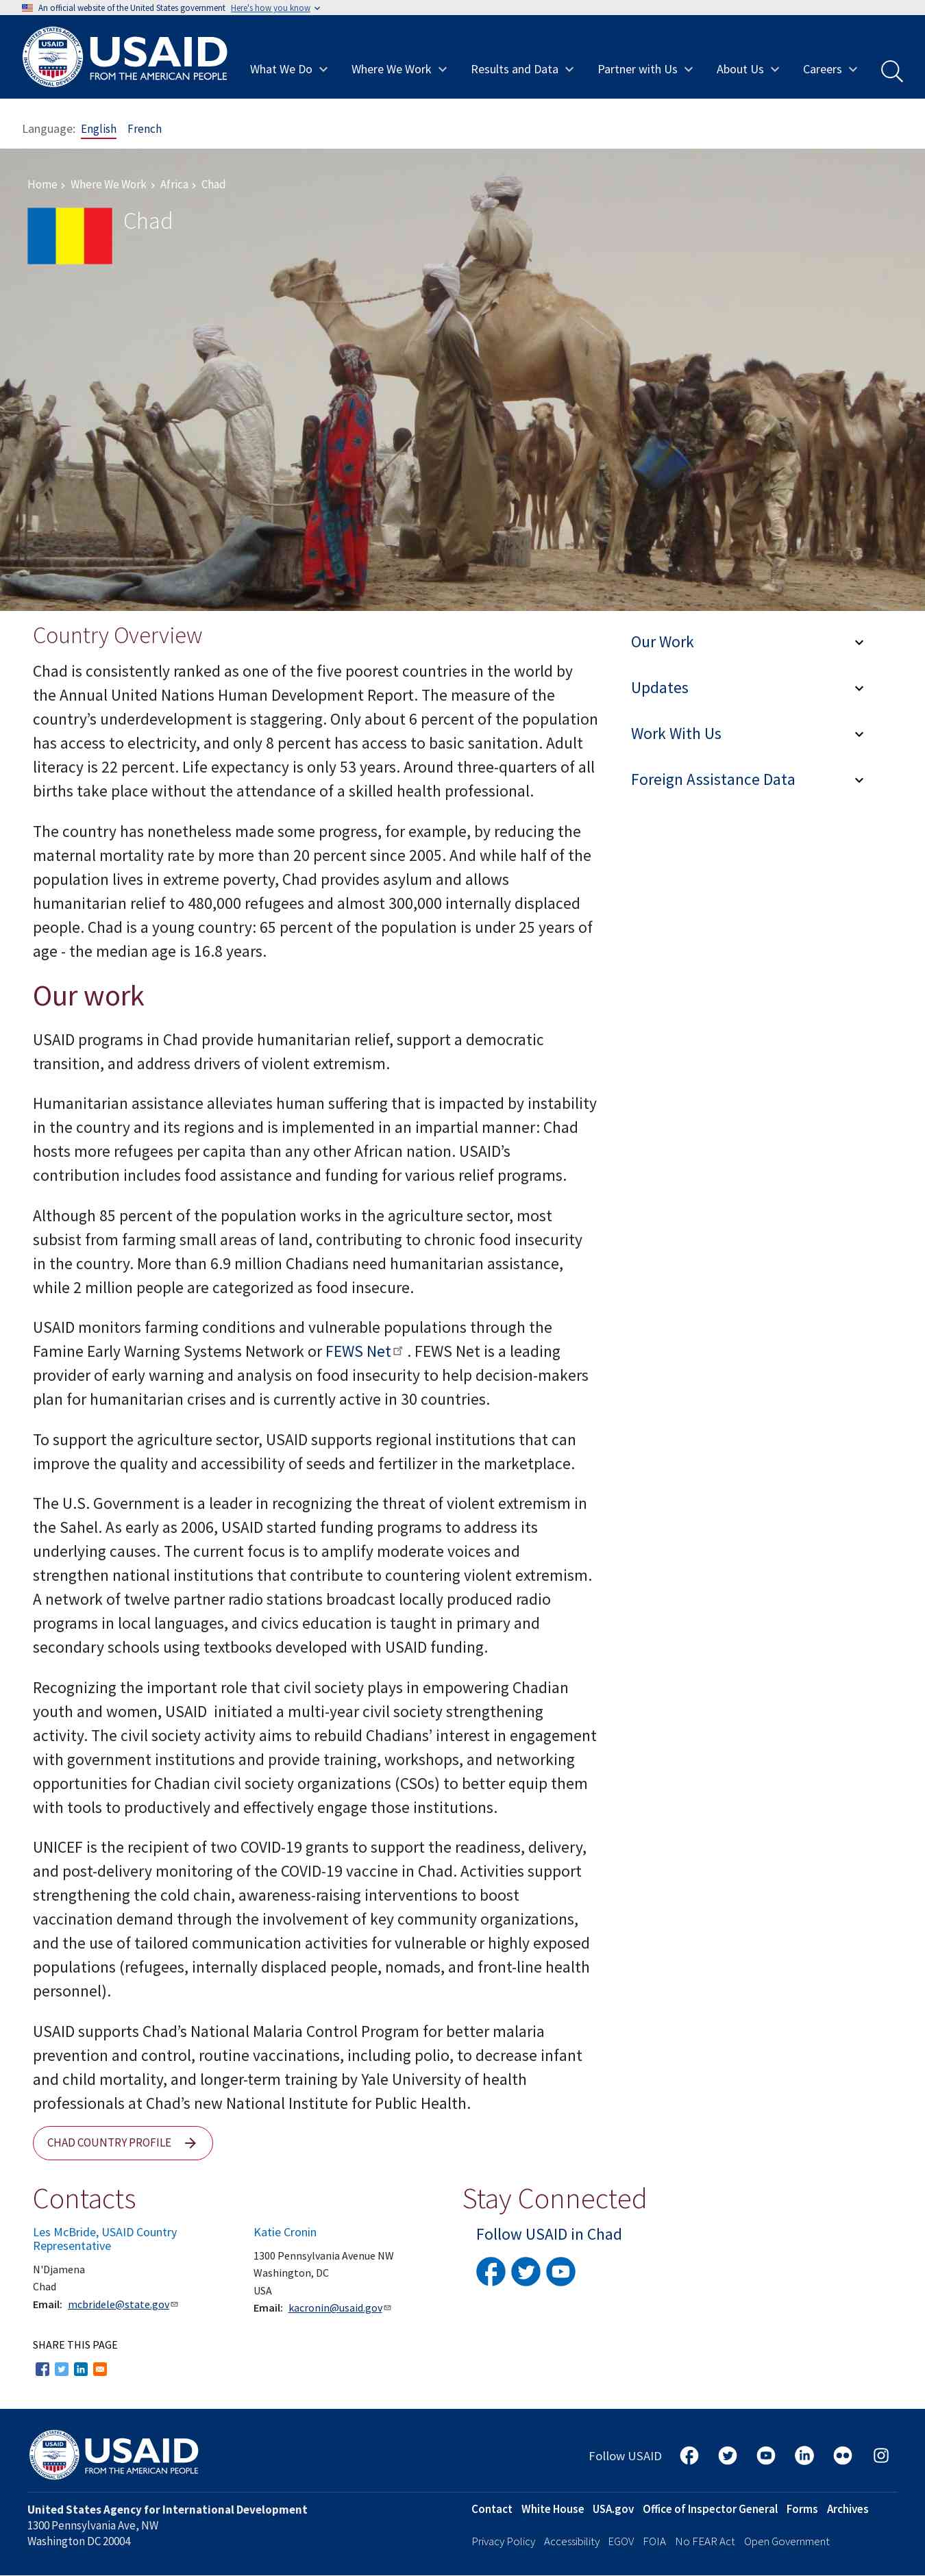 An official website of the United States government Here's how you know
USAID
FROM THE AMERICAN PEOPLE
What We Do Where We Work Results and Data Partner with Us About Us Careers
Language: English French
Home › Where We Work › Africa › Chad
Chad
Country Overview
Chad is consistently ranked as one of the five poorest countries in the world by
the Annual United Nations Human Development Report. The measure of the
country’s underdevelopment is staggering. Only about 6 percent of the population
has access to electricity, and only 8 percent has access to basic sanitation. Adult
literacy is 22 percent. Life expectancy is only 53 years. Around three-quarters of all
births take place without the attendance of a skilled health professional.
The country has nonetheless made some progress, for example, by reducing the
maternal mortality rate by more than 20 percent since 2005. And while half of the
population lives in extreme poverty, Chad provides asylum and allows
humanitarian relief to 480,000 refugees and almost 300,000 internally displaced
people. Chad is a young country: 65 percent of the population is under 25 years of
age - the median age is 16.8 years.
Our work
USAID programs in Chad provide humanitarian relief, support a democratic
transition, and address drivers of violent extremism.
Humanitarian assistance alleviates human suffering that is impacted by instability
in the country and its regions and is implemented in an impartial manner: Chad
hosts more refugees per capita than any other African nation. USAID’s
contribution includes food assistance and funding for various relief programs.
Although 85 percent of the population works in the agriculture sector, most
subsist from farming small areas of land, contributing to chronic food insecurity
in the country. More than 6.9 million Chadians need humanitarian assistance,
while 2 million people are categorized as food insecure.
USAID monitors farming conditions and vulnerable populations through the
Famine Early Warning Systems Network or FEWS Net . FEWS Net is a leading
provider of early warning and analysis on food insecurity to help decision-makers
plan for humanitarian crises and is currently active in 30 countries.
To support the agriculture sector, USAID supports regional institutions that can
improve the quality and accessibility of seeds and fertilizer in the marketplace.
The U.S. Government is a leader in recognizing the threat of violent extremism in
the Sahel. As early as 2006, USAID started funding programs to address its
underlying causes. The current focus is to amplify moderate voices and
strengthen national institutions that contribute to countering violent extremism.
A network of twelve partner radio stations broadcast locally produced radio
programs in local languages, and civics education is taught in primary and
secondary schools using textbooks developed with USAID funding.
Recognizing the important role that civil society plays in empowering Chadian
youth and women, USAID initiated a multi-year civil society strengthening
activity. The civil society activity aims to rebuild Chadians’ interest in engagement
with government institutions and provide training, workshops, and networking
opportunities for Chadian civil society organizations (CSOs) to better equip them
with tools to productively and effectively engage those institutions.
UNICEF is the recipient of two COVID-19 grants to support the readiness, delivery,
and post-delivery monitoring of the COVID-19 vaccine in Chad. Activities support
strengthening the cold chain, awareness-raising interventions to boost
vaccination demand through the involvement of key community organizations,
and the use of tailored communication activities for vulnerable or highly exposed
populations (refugees, internally displaced people, nomads, and front-line health
personnel).
USAID supports Chad’s National Malaria Control Program for better malaria
prevention and control, routine vaccinations, including polio, to decrease infant
and child mortality, and longer-term training by Yale University of health
professionals at Chad’s new National Institute for Public Health.
CHAD COUNTRY PROFILE
Our Work
Updates
Work With Us
Foreign Assistance Data
Contacts
Les McBride, USAID Country
Representative
N'Djamena
Chad
Email: mcbridele@state.gov
Katie Cronin
1300 Pennsylvania Avenue NW
Washington, DC
USA
Email: kacronin@usaid.gov
Stay Connected
Follow USAID in Chad
SHARE THIS PAGE
USAID
FROM THE AMERICAN PEOPLE
Follow USAID
United States Agency for International Development
1300 Pennsylvania Ave, NW
Washington DC 20004
Contact White House USA.gov Office of Inspector General Forms Archives
Privacy Policy Accessibility EGOV FOIA No FEAR Act Open Government